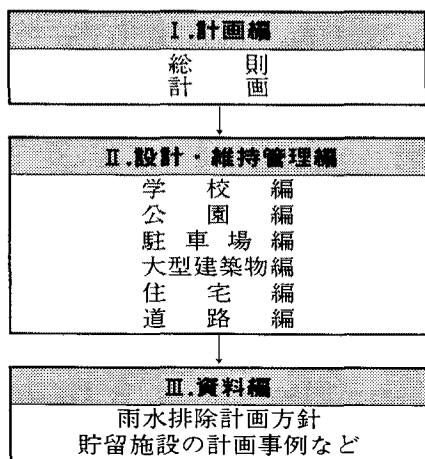 Ⅰ.計画編
総則
計画
Ⅱ.設計・維持管理編
学校編
公園編
駐車場編
大型建築物編
住宅編
道路編
Ⅲ.資料編
雨水排除計画方針
貯留施設の計画事例など